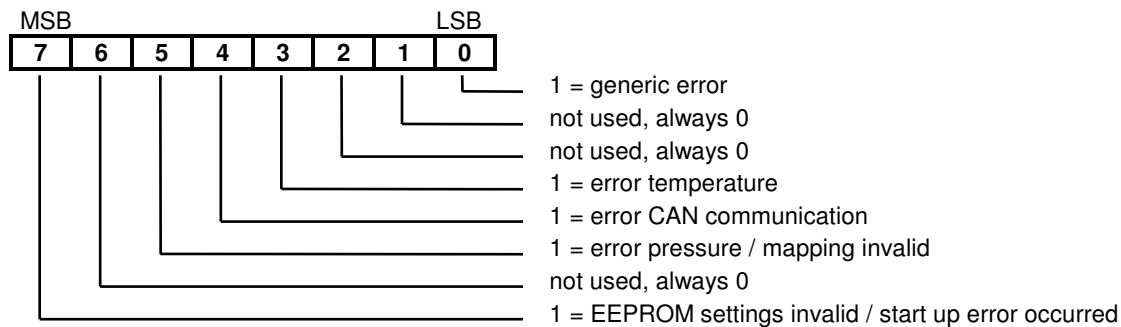 MSB LSB
7 6 5 4 3 2 1 0
1 = generic error
not used, always 0
not used, always 0
1 = error temperature
1 = error CAN communication
1 = error pressure / mapping invalid
not used, always 0
1 = EEPROM settings invalid / start up error occurred